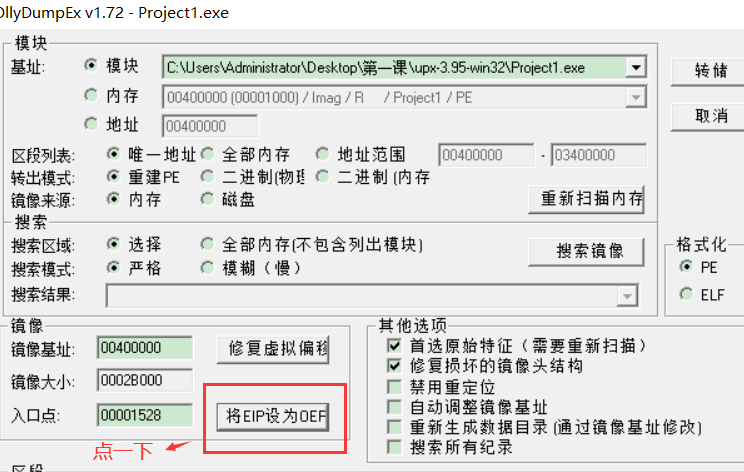 OllyDumpEx v1.72 - Project1.exe
模块
基址: 模块 C:\Users\Administrator\Desktop\第一课\upx-3.95-win32\Project1.exe 转储
内存 00400000 (00001000) / Imag / R / Project1 / PE
地址 00400000 取消
区段列表: 唯一地址 全部内存 地址范围 00400000 - 03400000
转出模式: 重建PE 二进制(物理 二进制 (内存
镜像来源: 内存 磁盘 重新扫描内存
搜索
搜索区域: 选择 全部内存(不包含列出模块) 搜索镜像
搜索模式: 严格 模糊（慢）
搜索结果:
格式化
PE
ELF
镜像
镜像基址: 00400000 修复虚拟偏移
镜像大小: 0002B000
入口点: 00001528 将EIP设为OEP
点一下
其他选项
首选原始特征（需要重新扫描）
修复损坏的镜像头结构
禁用重定位
自动调整镜像基址
重新生成数据目录(通过镜像基址修改)
搜索所有纪录
区段